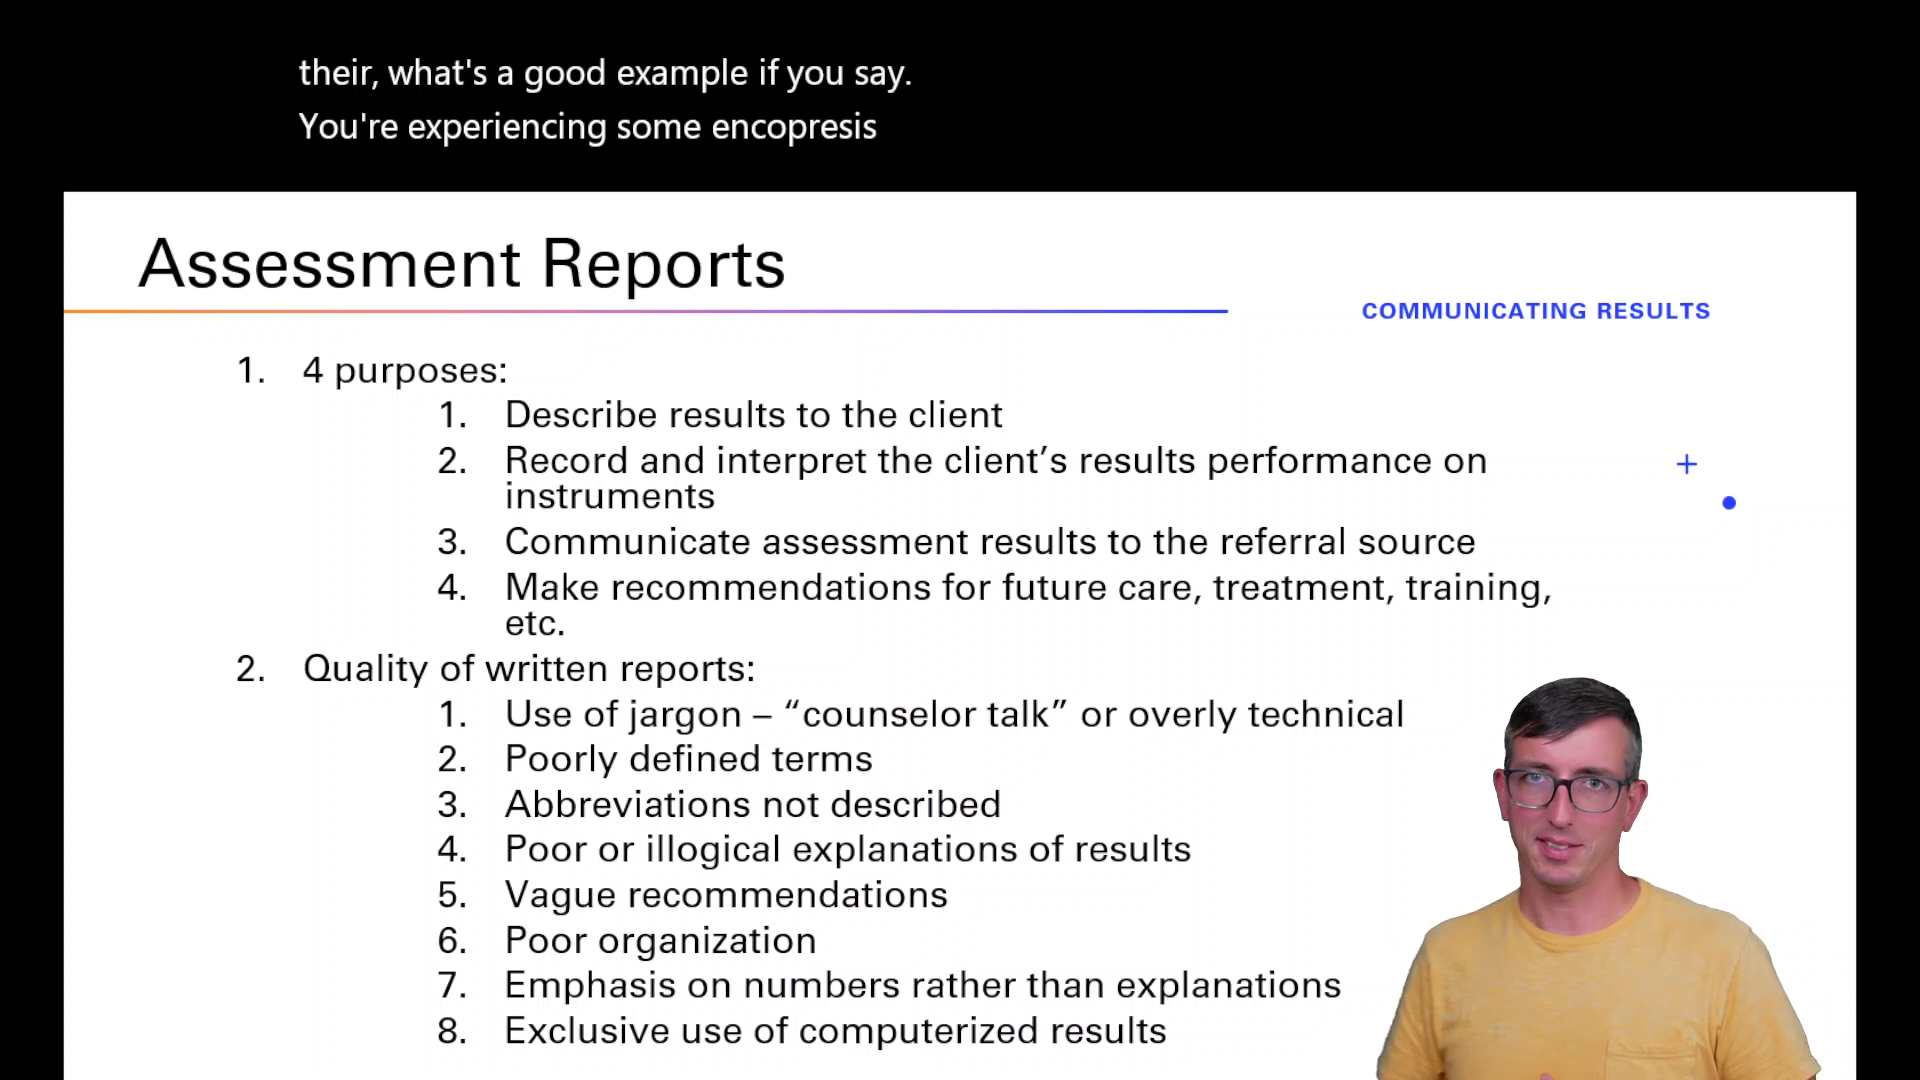 their, what's a good example if you say.
You're experiencing some encopresis
Assessment Reports
COMMUNICATING RESULTS
1. 4 purposes:
1. Describe results to the client
2. Record and interpret the client’s results performance on
instruments
3. Communicate assessment results to the referral source
4. Make recommendations for future care, treatment, training,
etc.
2. Quality of written reports:
1. Use of jargon – “counselor talk” or overly technical
2. Poorly defined terms
3. Abbreviations not described
4. Poor or illogical explanations of results
5. Vague recommendations
6. Poor organization
7. Emphasis on numbers rather than explanations
8. Exclusive use of computerized results